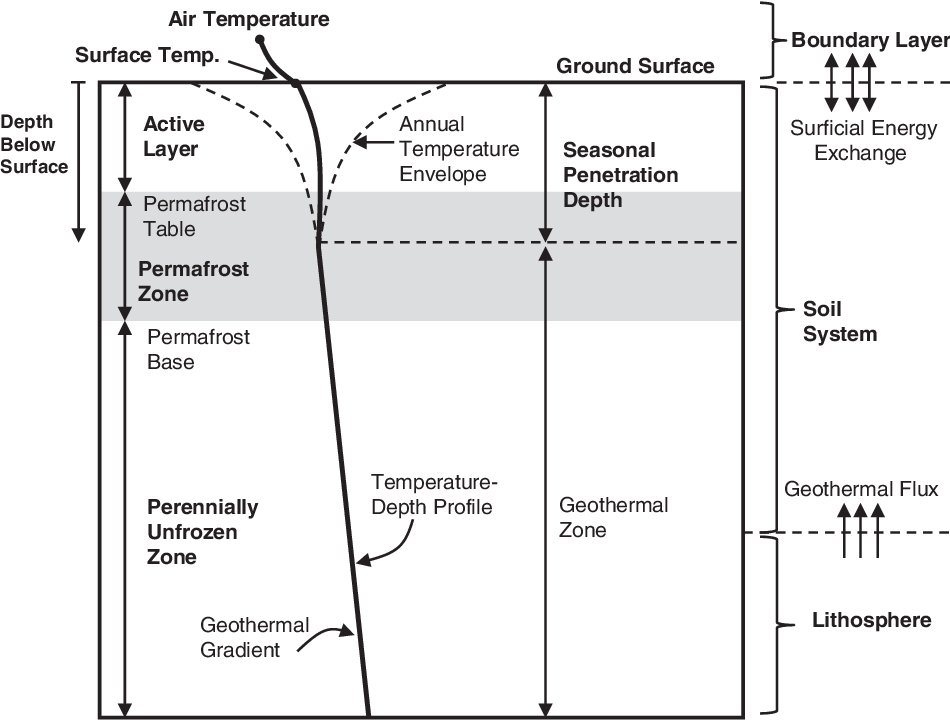 Air Temperature
Surface Temp.
Ground Surface
Boundary Layer
Depth
Below
Surface
Active
Layer
Annual
Temperature
Envelope
Seasonal
Penetration
Depth
Surficial Energy
Exchange
Permafrost
Table
Permafrost
Zone
Permafrost
Base
Soil
System
Temperature-
Depth Profile
Perennially
Unfrozen
Zone
Geothermal
Zone
Geothermal Flux
Geothermal
Gradient
Lithosphere